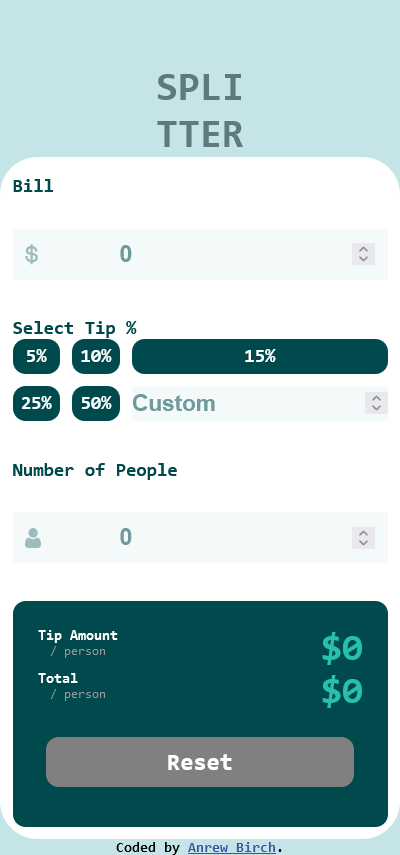 SPLI
TTER
Bill
$ 0
Select Tip %
5% 10% 15%
25% 50% Custom
Number of People
0
Tip Amount $0
/ person
Total $0
/ person
Reset
Coded by Anrew Birch.